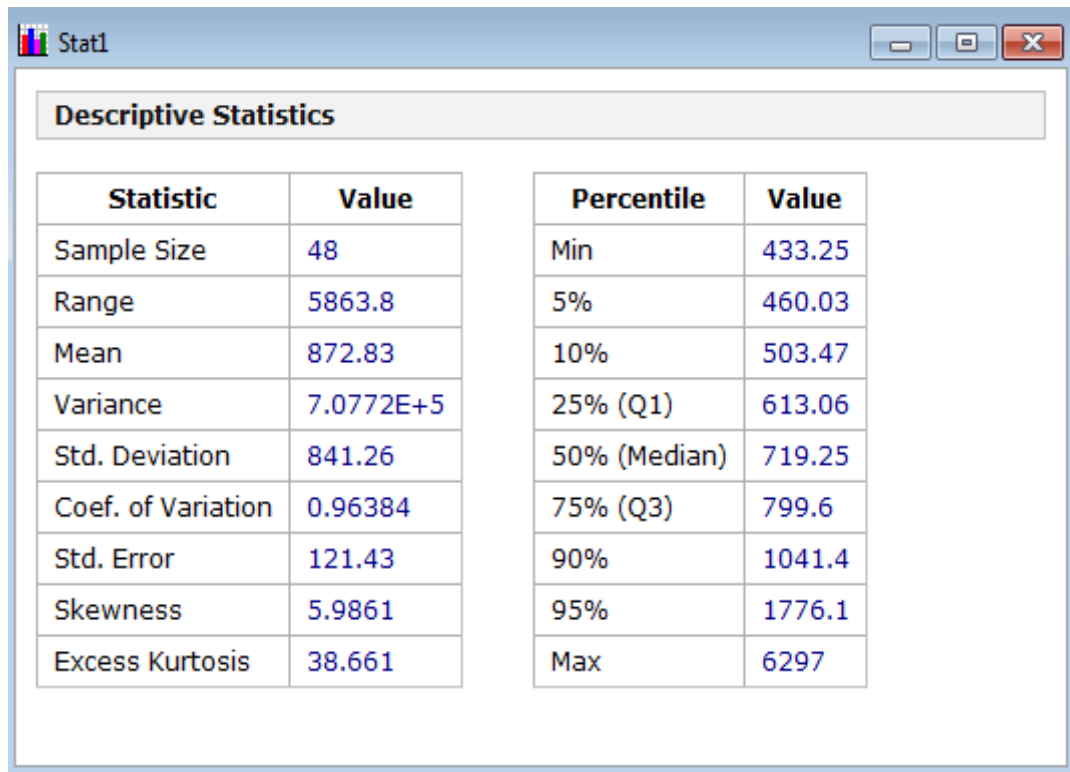 Stat1
Descriptive Statistics
Statistic Value Percentile Value
Sample Size 48 Min 433.25
Range 5863.8 5% 460.03
Mean 872.83 10% 503.47
Variance 7.0772E+5 25% (Q1) 613.06
Std. Deviation 841.26 50% (Median) 719.25
Coef. of Variation 0.96384 75% (Q3) 799.6
Std. Error 121.43 90% 1041.4
Skewness 5.9861 95% 1776.1
Excess Kurtosis 38.661 Max 6297